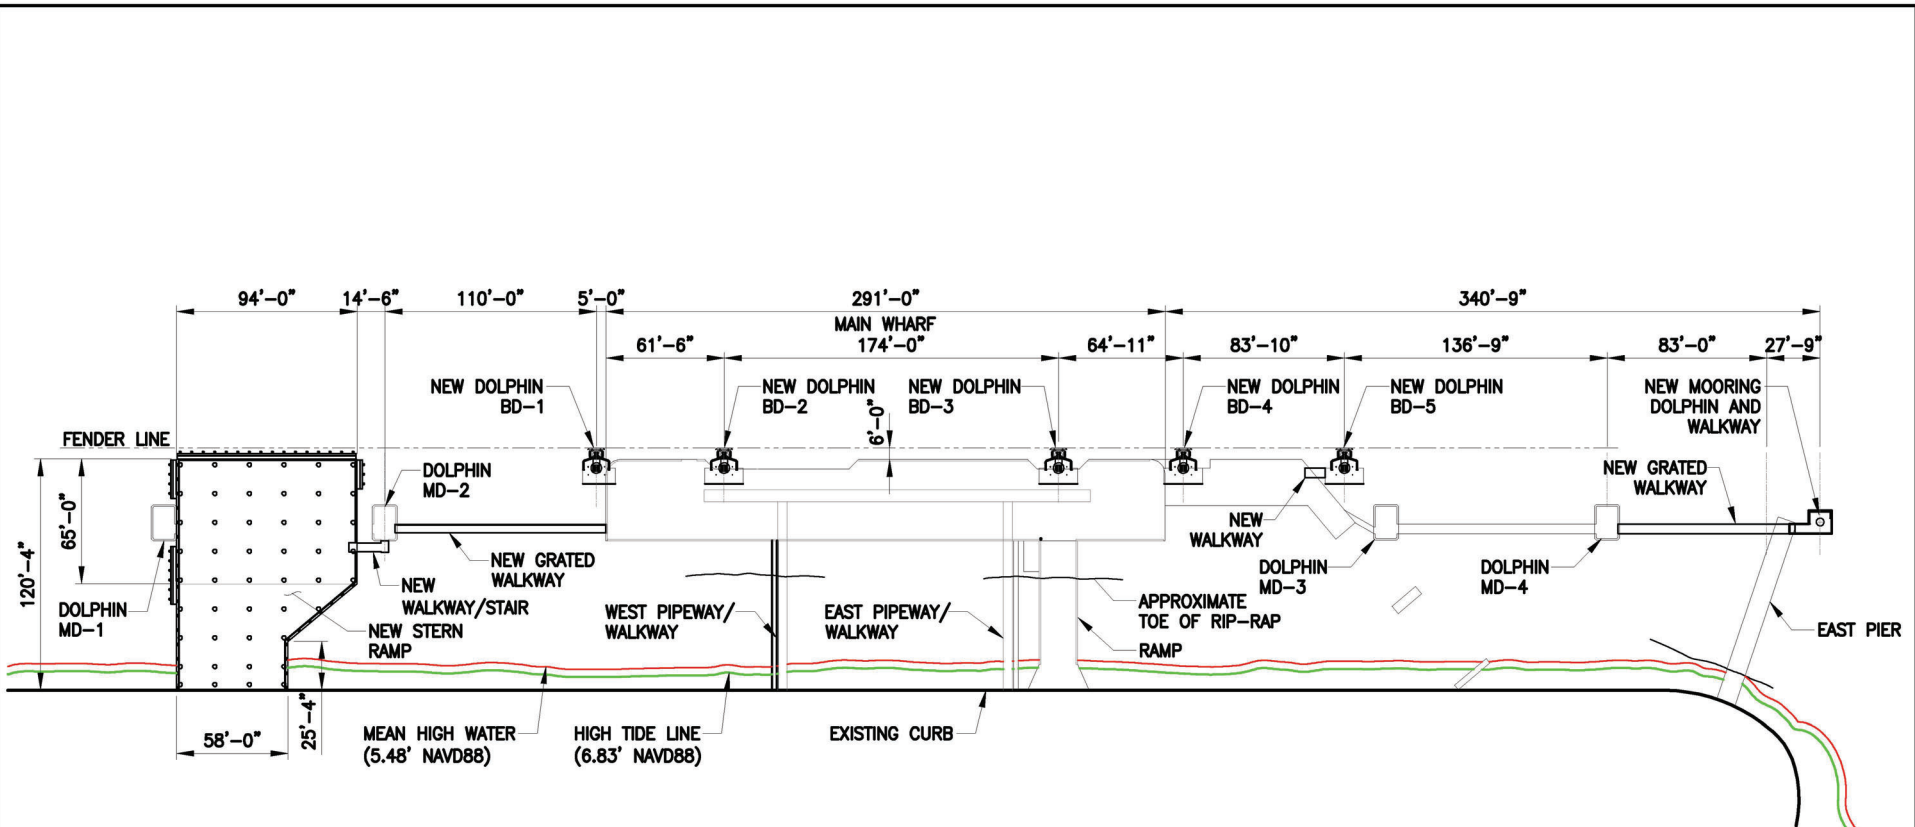 94'-0"
14'-6"
110'-0"
5'-0"
291'-0"
MAIN WHARF
340'-9"
61'-6"
174'-0"
64'-11"
83'-10"
136'-9"
83'-0"
27'-9"
NEW DOLPHIN
BD-1
NEW DOLPHIN
BD-2
NEW DOLPHIN
BD-3
NEW DOLPHIN
BD-4
NEW DOLPHIN
BD-5
NEW MOORING
DOLPHIN AND
WALKWAY
6'-0"
FENDER LINE
DOLPHIN
MD-2
NEW GRATED
WALKWAY
65'-0"
120'-4"
NEW
WALKWAY
NEW GRATED
WALKWAY
DOLPHIN
MD-3
DOLPHIN
MD-4
NEW
WALKWAY/STAIR
DOLPHIN
MD-1
NEW STERN
RAMP
WEST PIPEWAY/
WALKWAY
EAST PIPEWAY/
WALKWAY
APPROXIMATE
TOE OF RIP-RAP
RAMP
EAST PIER
25'-4"
58'-0"
MEAN HIGH WATER
(5.48' NAVD88)
HIGH TIDE LINE
(6.83' NAVD88)
EXISTING CURB